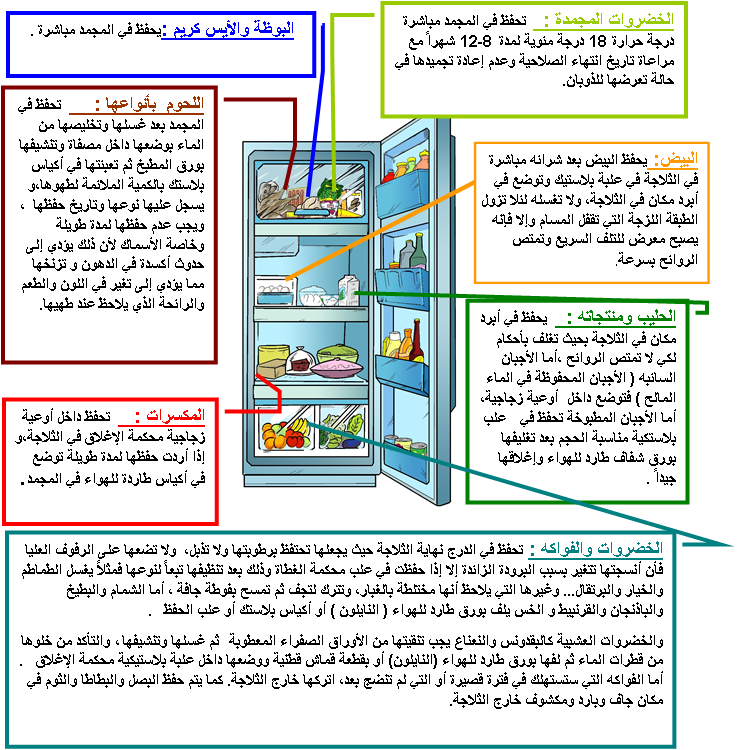 الخضروات المجمدة : تحفظ في المجمد مباشرة
درجة حرارة 18 درجة مئوية لمدة 8-12 شهراً مع
مراعاة تاريخ انتهاء الصلاحية وعدم إعادة تجميدها في
حالة تعرضها للذوبان.
البوظة والأيس كريم :يحفظ في المجمد مباشرة .
اللحوم بأنواعها : تحفظ في
المجمد بعد غسلها وتخليصها من
الماء بوضعها داخل مصفاة وتنشيفها
بورق المطبخ ثم تعبئتها في أكياس
بلاستك بالكمية الملائمة لطهوها،و
يسجل عليها نوعها وتاريخ حفظها ،
ويجب عدم حفظها لمدة طويلة
وخاصة الأسماك لأن ذلك يؤدي إلى
حدوث أكسدة في الدهون و تزنخها
مما يؤدي إلى تغير في اللون والطعم
والرائحة الذي يلاحظ عند طهيها.
البيض: يحفظ البيض بعد شرائه مباشرة
في الثلاجة في علبة بلاستيك وتوضع في
أبرد مكان في الثلاجة، ولا تغسله لئلا تزول
الطبقة اللزجة التي تقفل المسام وإلا فإنه
يصبح معرض للتلف السريع وتمتص
الروائح بسرعة.
الحليب ومنتجاته : يحفظ في أبرد
مكان في الثلاجة بحيث تغلف بأحكام
لكي لا تمتص الروائح ،أما الأجبان
السائبه ( الأجبان المحفوظة في الماء
المالح ) فتوضع داخل أوعية زجاجية،
أما الأجبان المطبوخة تحفظ في علب
بلاستكية مناسبة الحجم بعد تغليفها
بورق شفاف طارد للهواء وإغلاقها
جيداً .
المكسرات : تحفظ داخل أوعية
زجاجية محكمة الإغلاق في الثلاجة،و
إذا أردت حفظها لمدة طويلة توضع
في أكياس طاردة للهواء في المجمد.
الخضروات والفواكه : تحفظ في الدرج نهاية الثلاجة حيث يجعلها تحتفظ برطوبتها ولا تذبل، ولا تضعها على الرفوف العليا
فأن أنسجتها تتغير بسبب البرودة الزائدة إلا إذا حفظت في علب محكمة الغطاة وذلك بعد تنظيفها تبعاً لنوعها فمثلاً يغسل الطماطم
والخيار والبرتقال... وغيرها التي يلاحظ أنها مختلطة بالغبار، وتترك لتجف ثم تمسح بفوطة جافة ، أما الشمام والبطيخ
والباذنجان والقرنبيط و الخس يلف بورق طارد للهواء ( النايلون ) أو أكياس بلاستك أو علب الحفظ .
والخضروات العشبية كالبقدونس والنعناع يجب تنقيتها من الأوراق الصفراء المعطوبة ثم غسلها وتنشيفها ، والتأكد من خلوها
من قطرات الماء ثم لفها بورق طارد للهواء (النايلون) أو بقطعة قماش قطنية ووضعها داخل علبة بلاستيكية محكمة الإغلاق .
أما الفواكه التي ستستهلك في فترة قصيرة أو التي لم تنضج بعد، اتركها خارج الثلاجة. كما يتم حفظ البصل والبطاطا والثوم في
مكان جاف وبارد ومكشوف خارج الثلاجة.